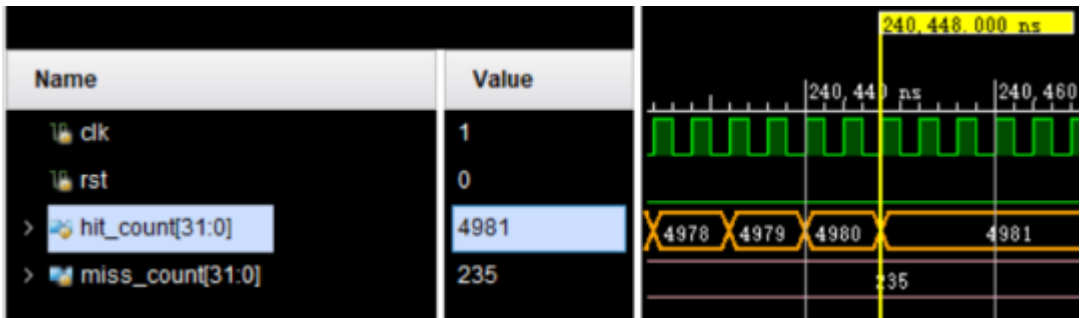 240,448.000 ns
Name Value
240,440 ns 240,460
clk 1
rst 0
hit_count[31:0] 4981 4978 4979 4980 4981
miss_count[31:0] 235 235